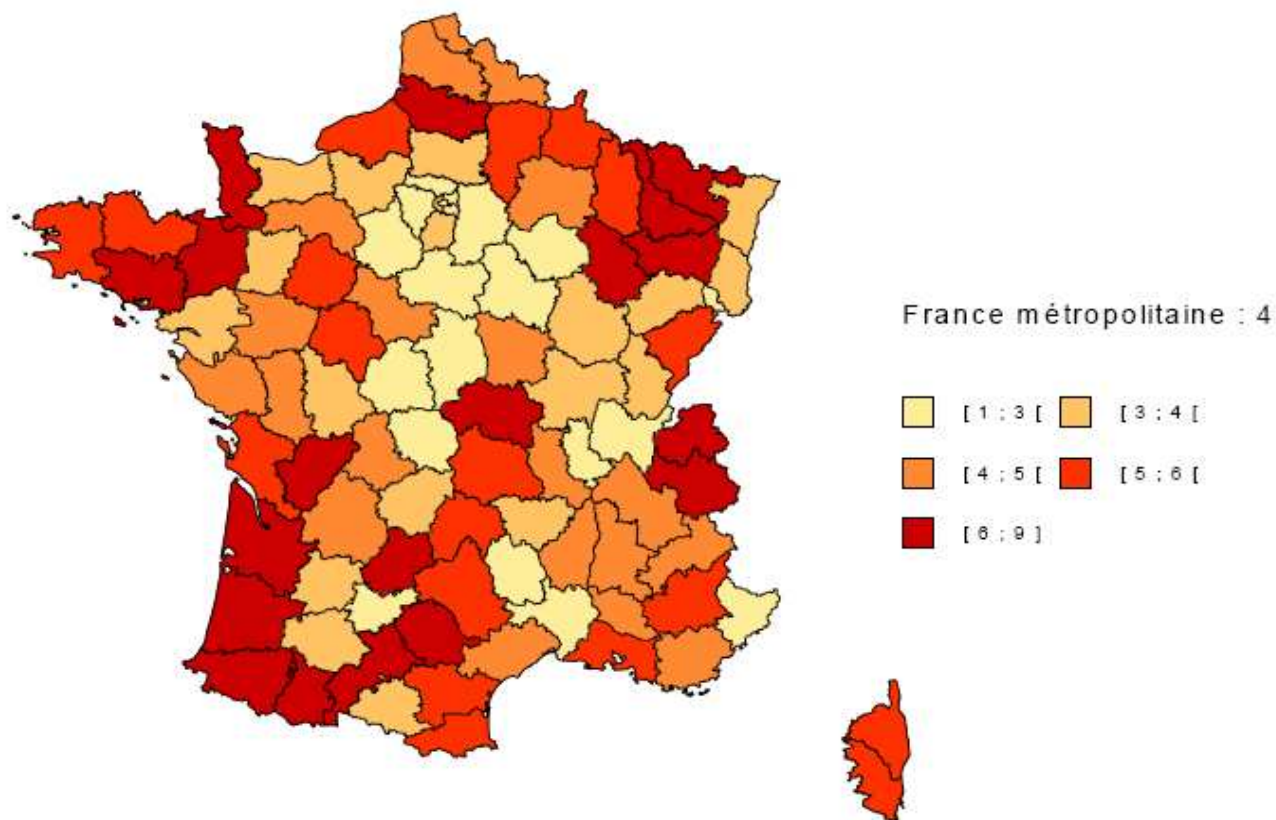 France métropolitaine : 4
[ 1 ; 3 [ [ 3 ; 4 [
[ 4 ; 5 [ [ 5 ; 6 [
[ 6 ; 9 ]